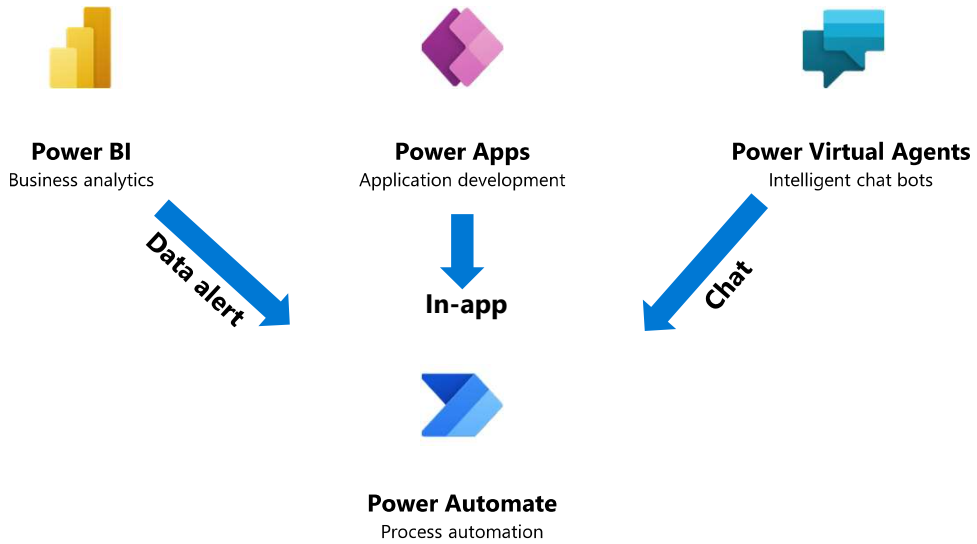 Power BI
Business analytics
Power Apps
Application development
Power Virtual Agents
Intelligent chat bots
Data alert
In-app
Chat
Power Automate
Process automation